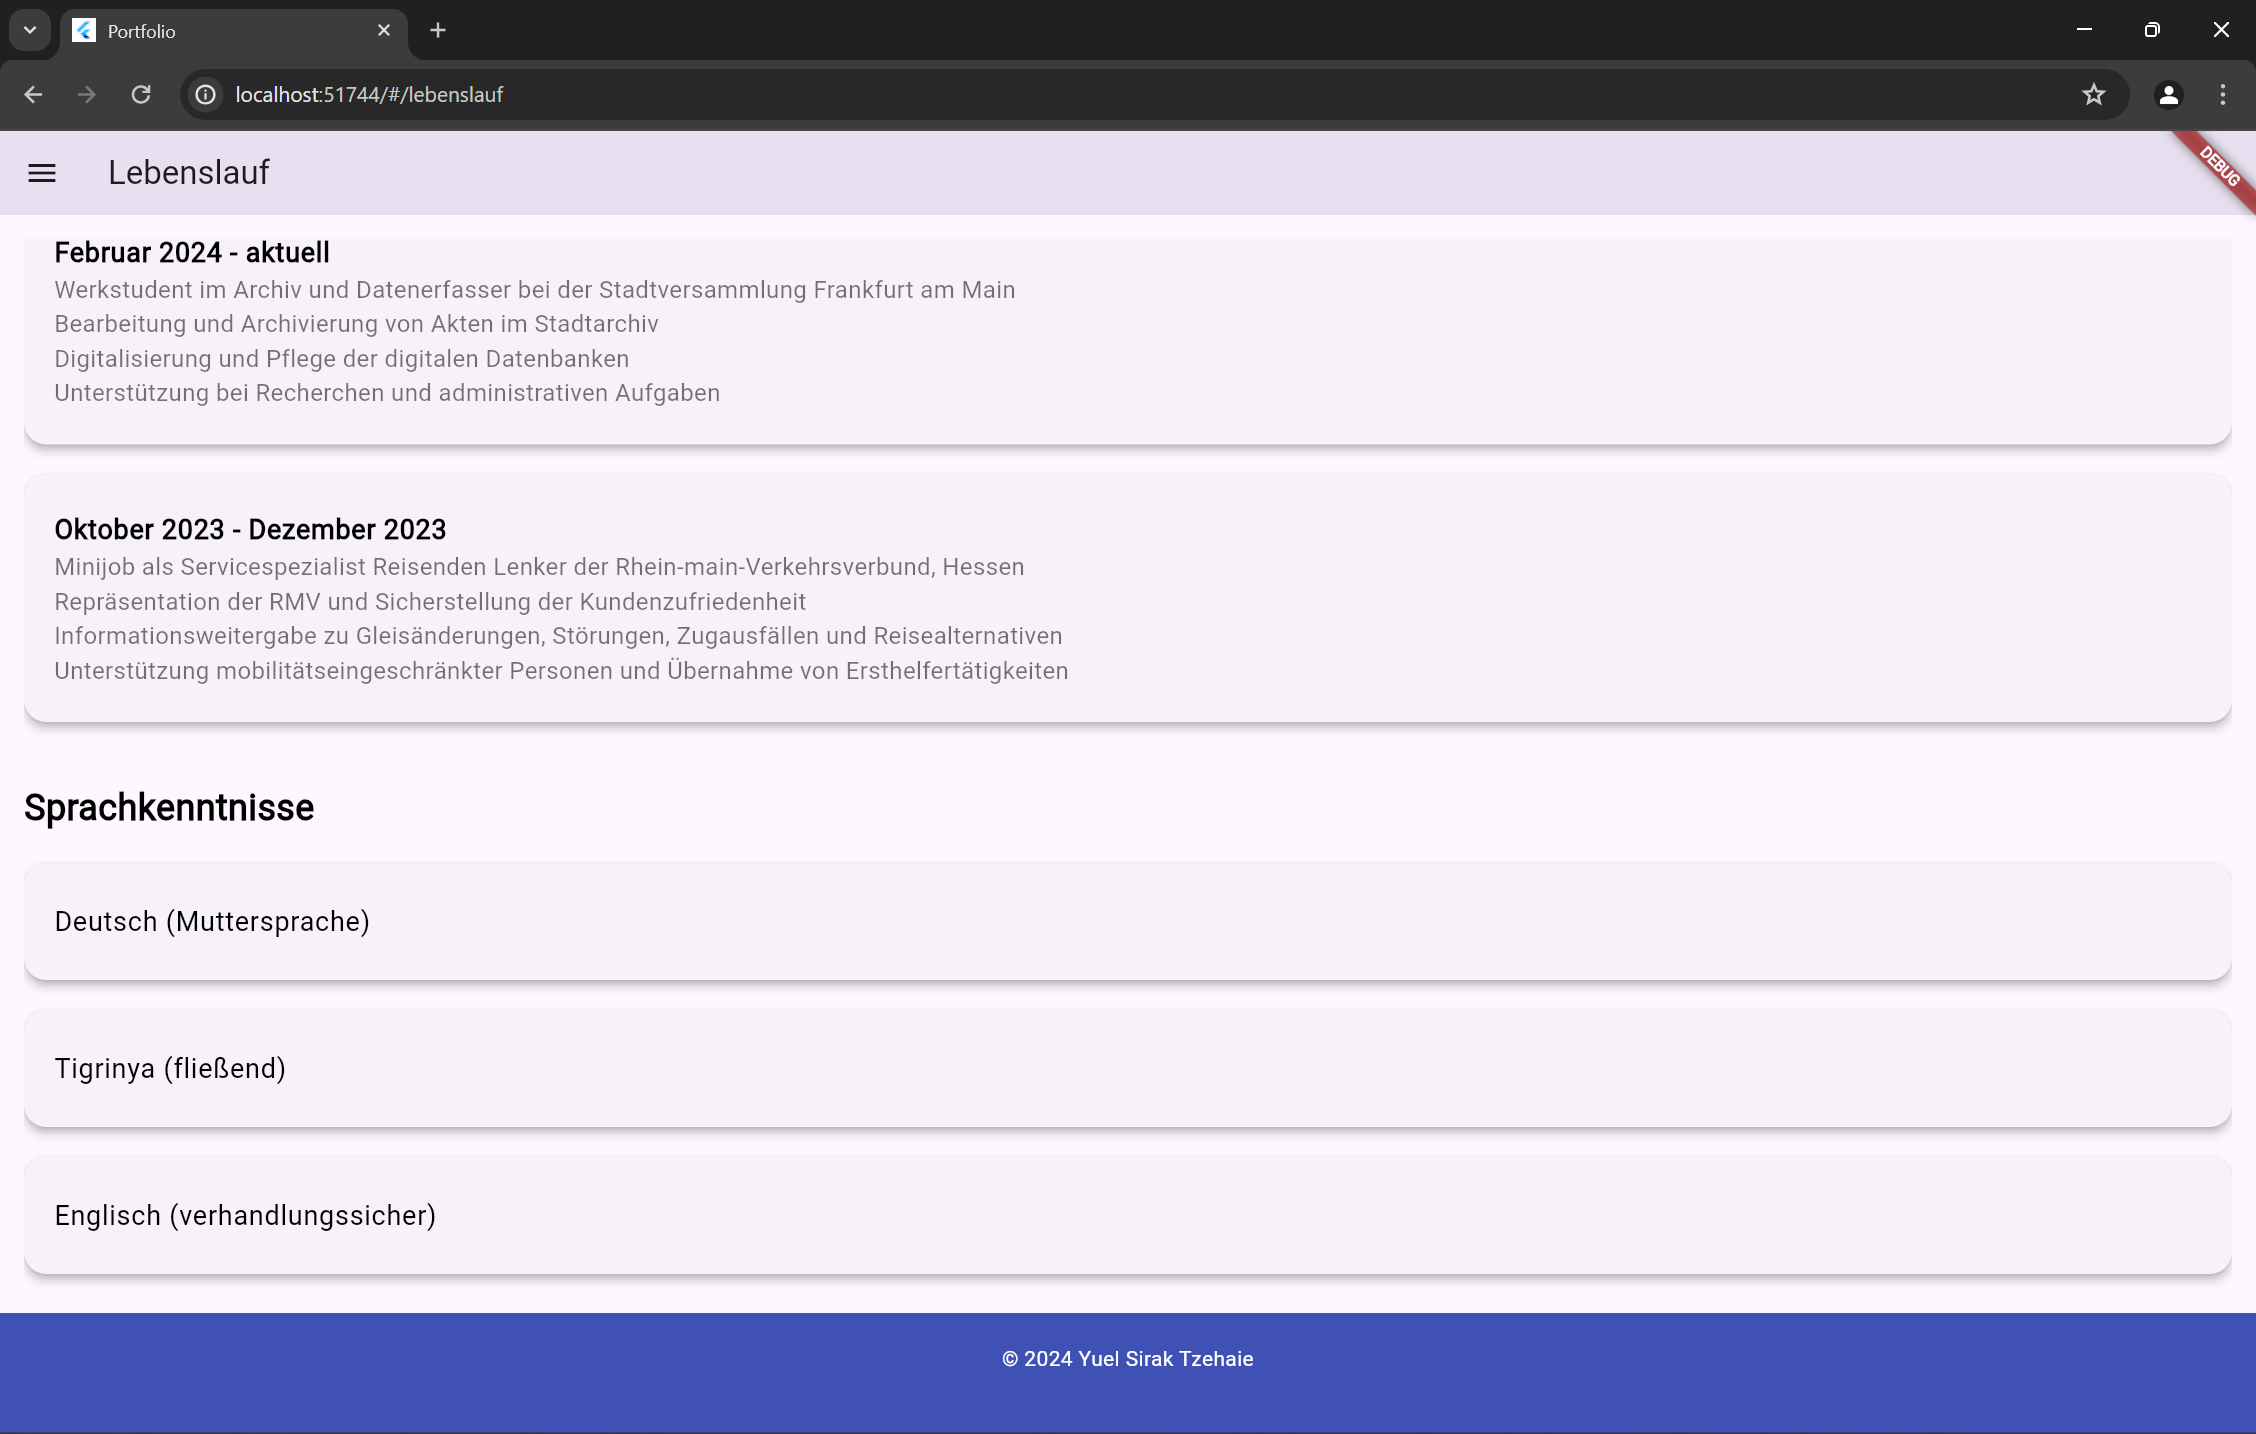 Portfolio
localhost:51744/#/lebenslauf
Lebenslauf
DEBUG
Februar 2024 - aktuell
Werkstudent im Archiv und Datenerfasser bei der Stadtversammlung Frankfurt am Main
Bearbeitung und Archivierung von Akten im Stadtarchiv
Digitalisierung und Pflege der digitalen Datenbanken
Unterstützung bei Recherchen und administrativen Aufgaben
Oktober 2023 - Dezember 2023
Minijob als Servicespezialist Reisenden Lenker der Rhein-main-Verkehrsverbund, Hessen
Repräsentation der RMV und Sicherstellung der Kundenzufriedenheit
Informationsweitergabe zu Gleisänderungen, Störungen, Zugausfällen und Reisealternativen
Unterstützung mobilitätseingeschränkter Personen und Übernahme von Ersthelfertätigkeiten
Sprachkenntnisse
Deutsch (Muttersprache)
Tigrinya (fließend)
Englisch (verhandlungssicher)
© 2024 Yuel Sirak Tzehaie